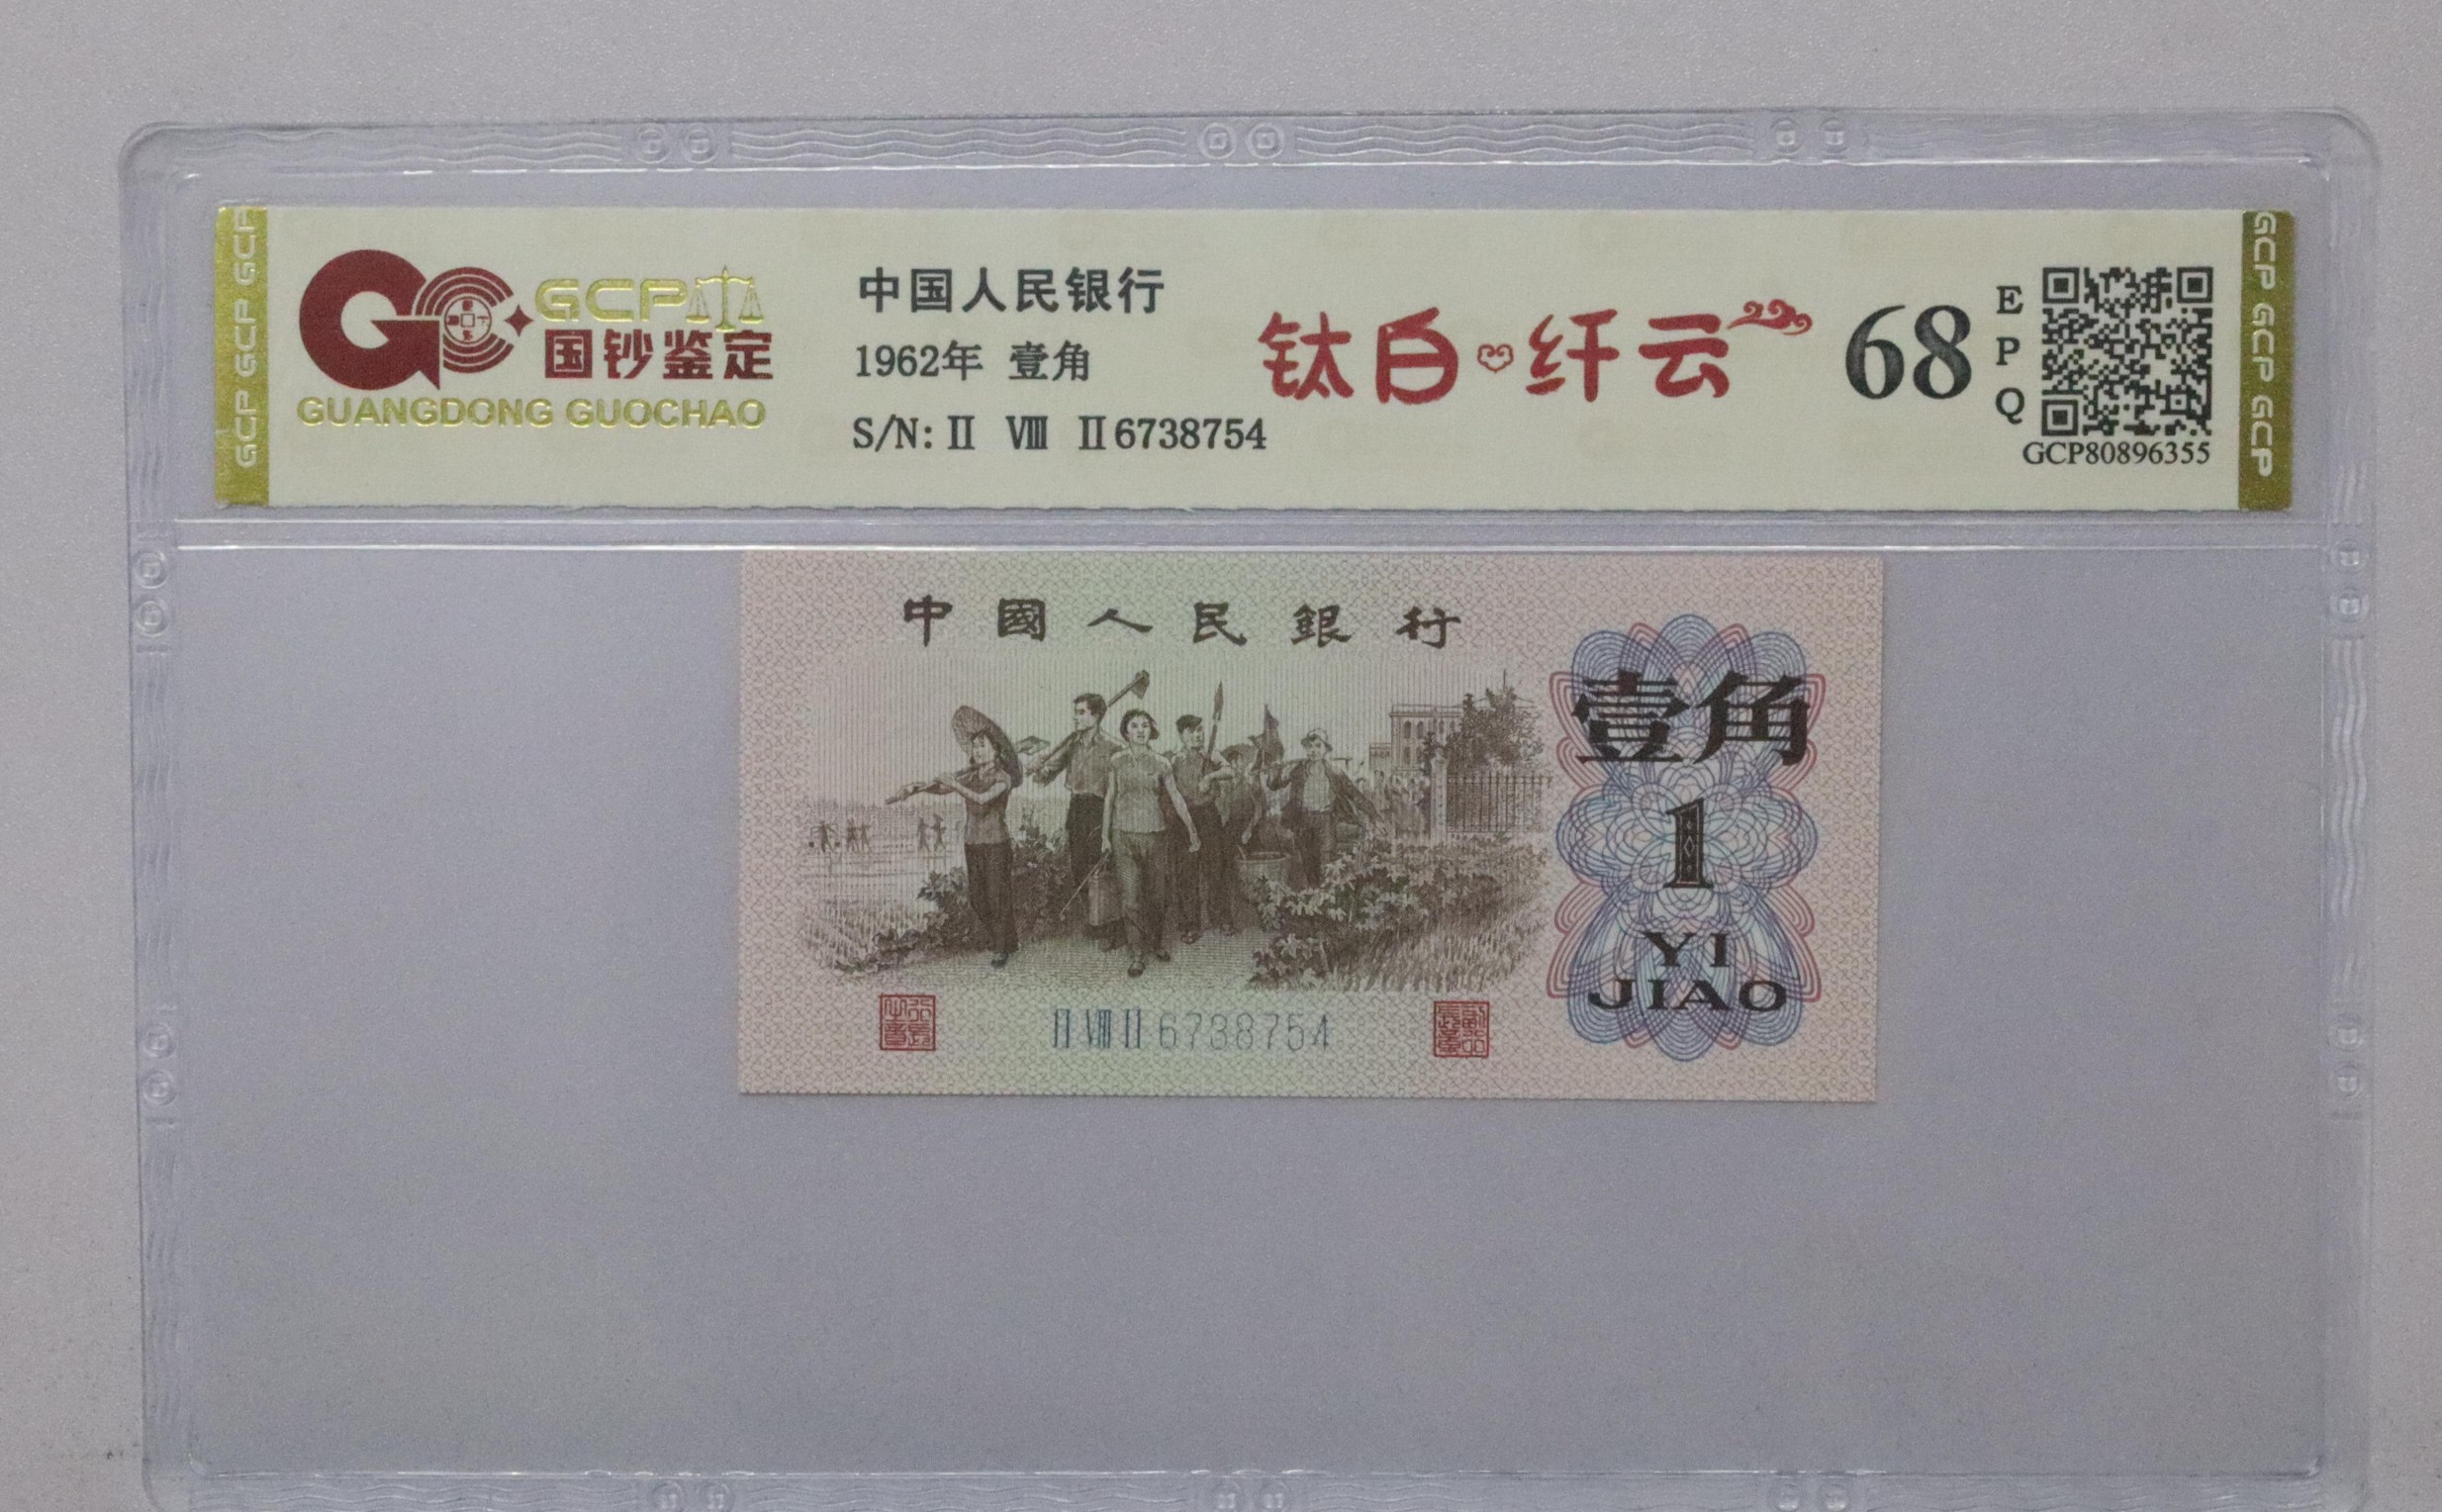 GCP GCP GCP
GCP
国钞鉴定
GUANGDONG GUOCHAO
中国人民银行
1962年 壹角
S/N: Ⅱ Ⅷ Ⅱ 6738754
钛白 纤云
68
E
P
Q
GCP80896355
GCP GCP GCP
中國人民銀行
壹角
1
YI
JIAO
Ⅱ Ⅷ Ⅱ 6738754